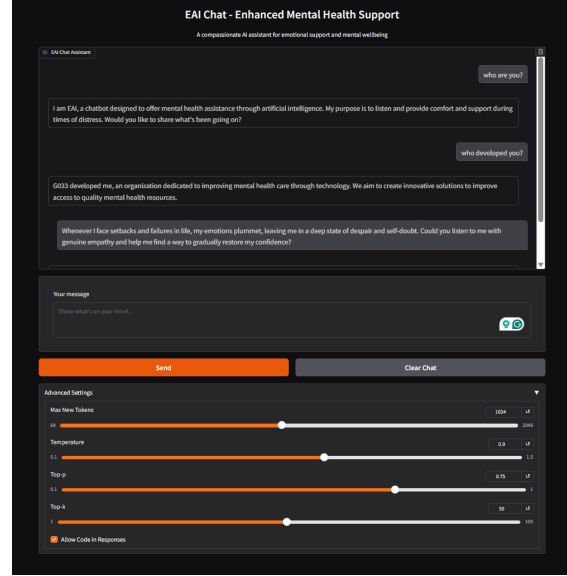 EAI Chat - Enhanced Mental Health Support
A compassionate AI assistant for emotional support and mental wellbeing
EAI Chat Assistant
who are you?
I am EAI, a chatbot designed to offer mental health assistance through artificial intelligence. My purpose is to listen and provide comfort and support during
times of distress. Would you like to share what's been going on?
who developed you?
G033 developed me, an organization dedicated to improving mental health care through technology. We aim to create innovative solutions to improve
access to quality mental health resources.
Whenever I face setbacks and failures in life, my emotions plummet, leaving me in a deep state of despair and self-doubt. Could you listen to me with
genuine empathy and help me find a way to gradually restore my confidence?
Your message
Share what's on your mind...
Send
Clear Chat
Advanced Settings
Max New Tokens
1024
64
2048
Temperature
0.9
0.1
1.5
Top-p
0.75
0.1
1
Top-k
50
1
100
Allow Code in Responses